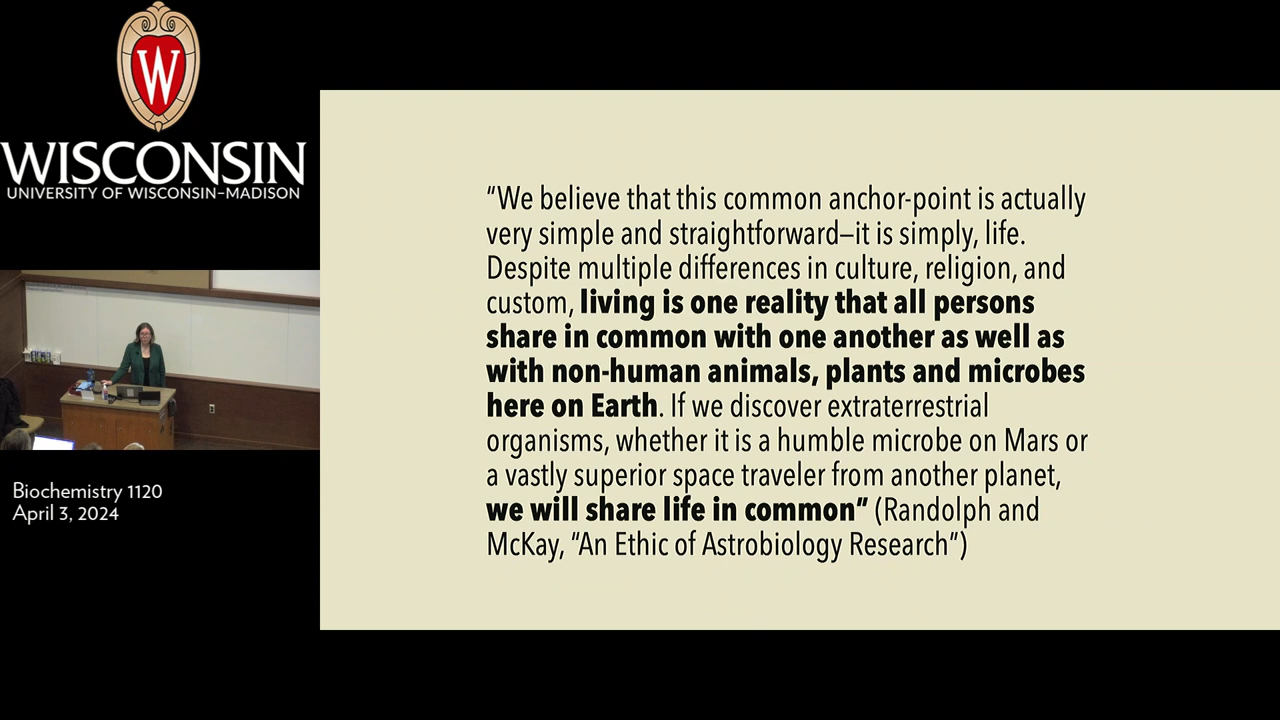 W
WISCONSIN
UNIVERSITY OF WISCONSIN–MADISON
Biochemistry 1120
April 3, 2024
“We believe that this common anchor-point is actually
very simple and straightforward—it is simply, life.
Despite multiple differences in culture, religion, and
custom, living is one reality that all persons
share in common with one another as well as
with non-human animals, plants and microbes
here on Earth. If we discover extraterrestrial
organisms, whether it is a humble microbe on Mars or
a vastly superior space traveler from another planet,
we will share life in common” (Randolph and
McKay, “An Ethic of Astrobiology Research”)